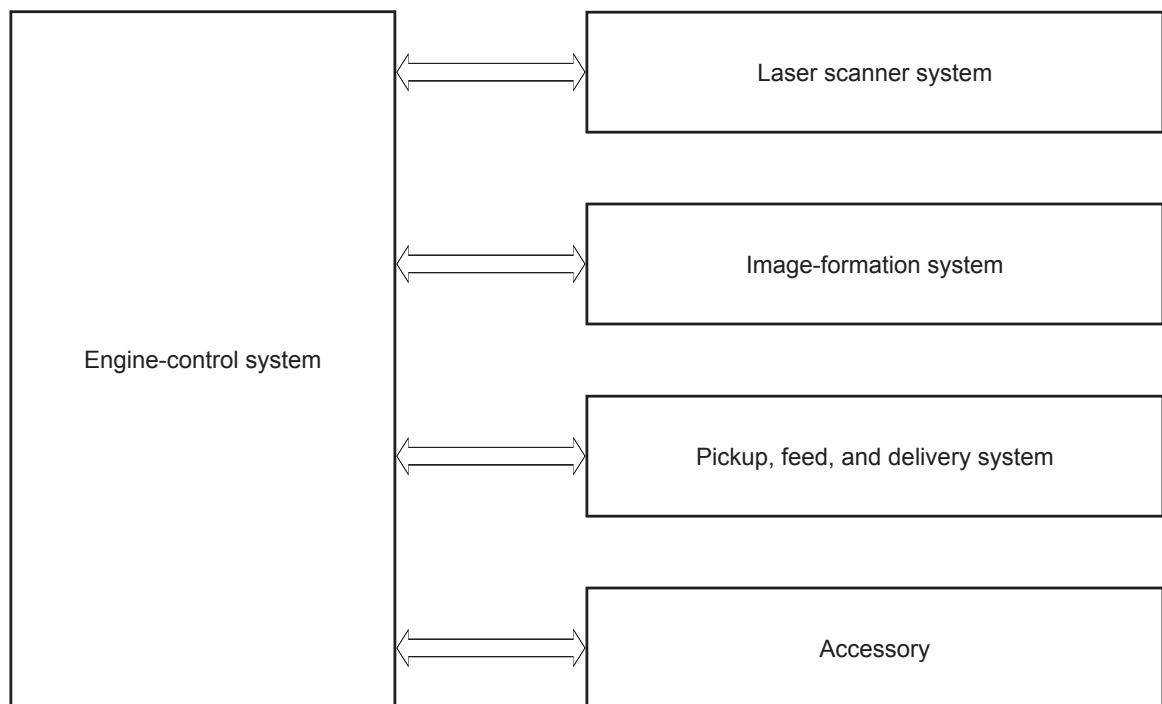 Laser scanner system
Image-formation system
Engine-control system
Pickup, feed, and delivery system
Accessory